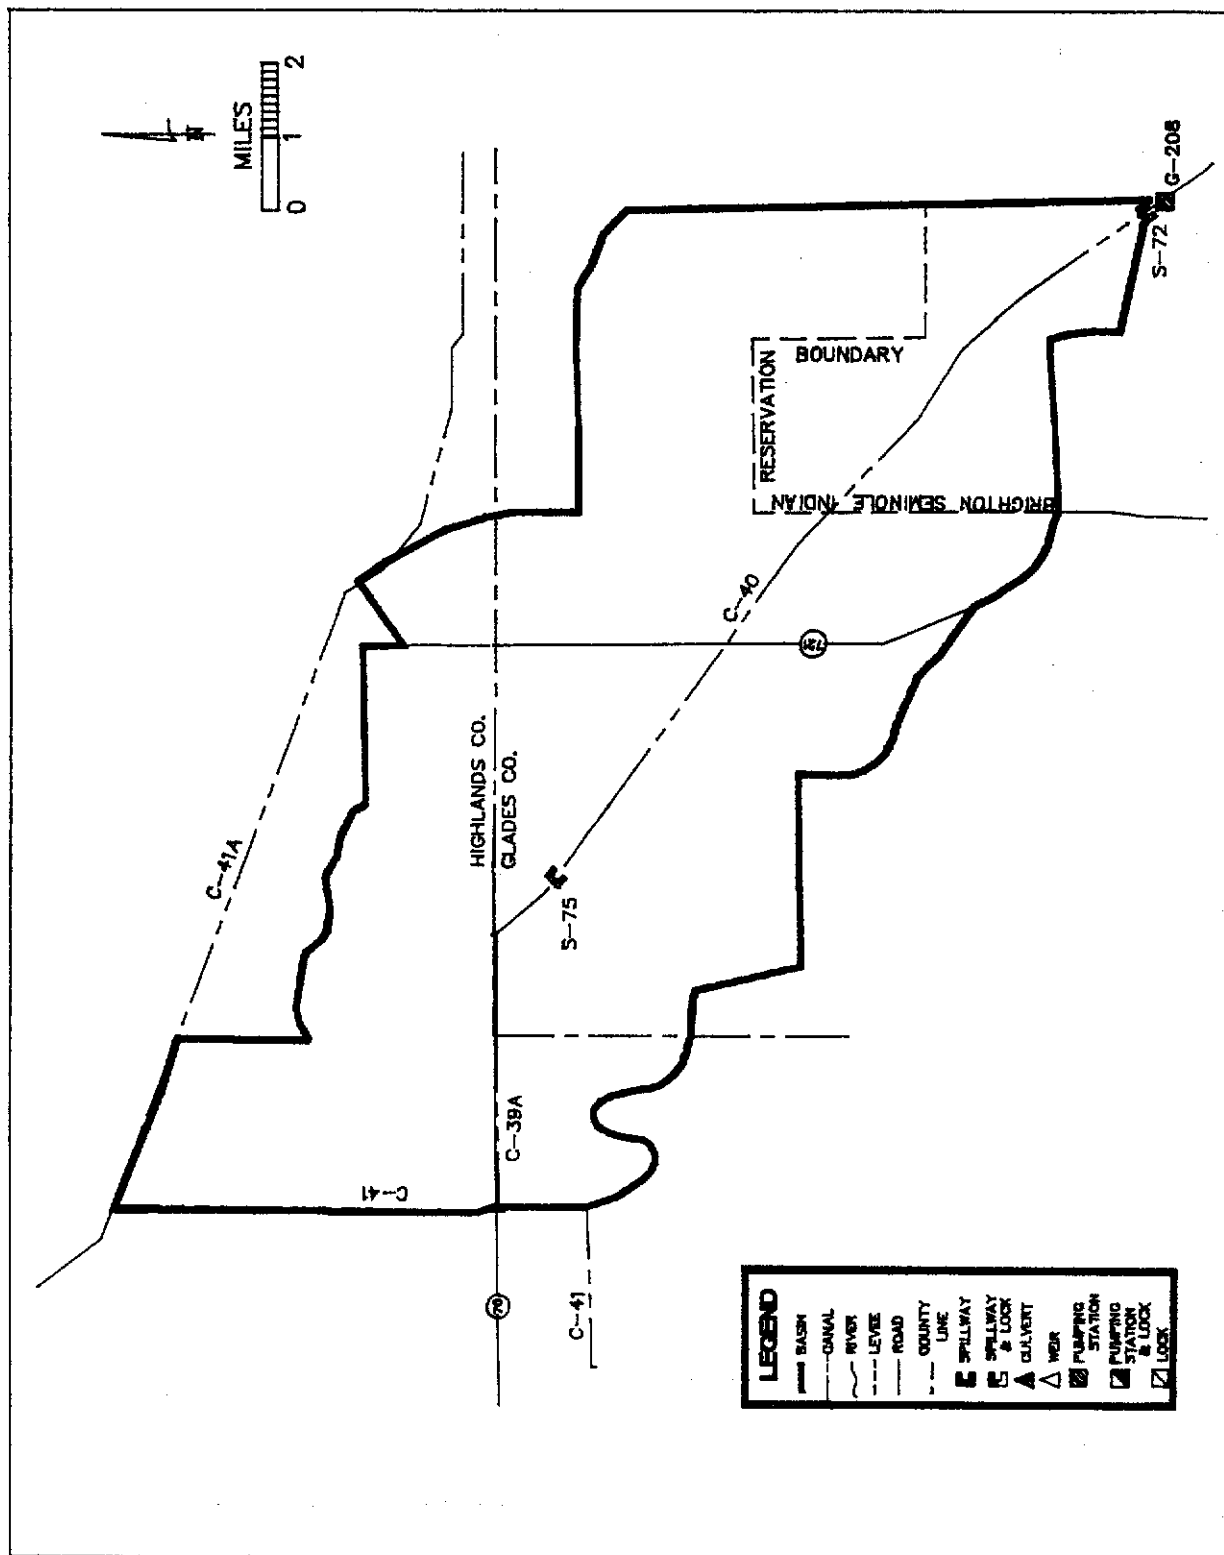 MILES
0 1 2
N
C-41A
HIGHLANDS CO.
GLADES CO.
S-75
C-40
721
RESERVATION
BOUNDARY
BRIGHTON SEMINOLE INDIAN
S-72
G-208
C-41
C-39A
70
C-41
LEGEND
BASIN
CANAL
RIVER
LEVEE
ROAD
COUNTY
LINE
SPILLWAY
SPILLWAY
& LOCK
CULVERT
WEIR
PUMPING
STATION
PUMPING
STATION
& LOCK
LOCK